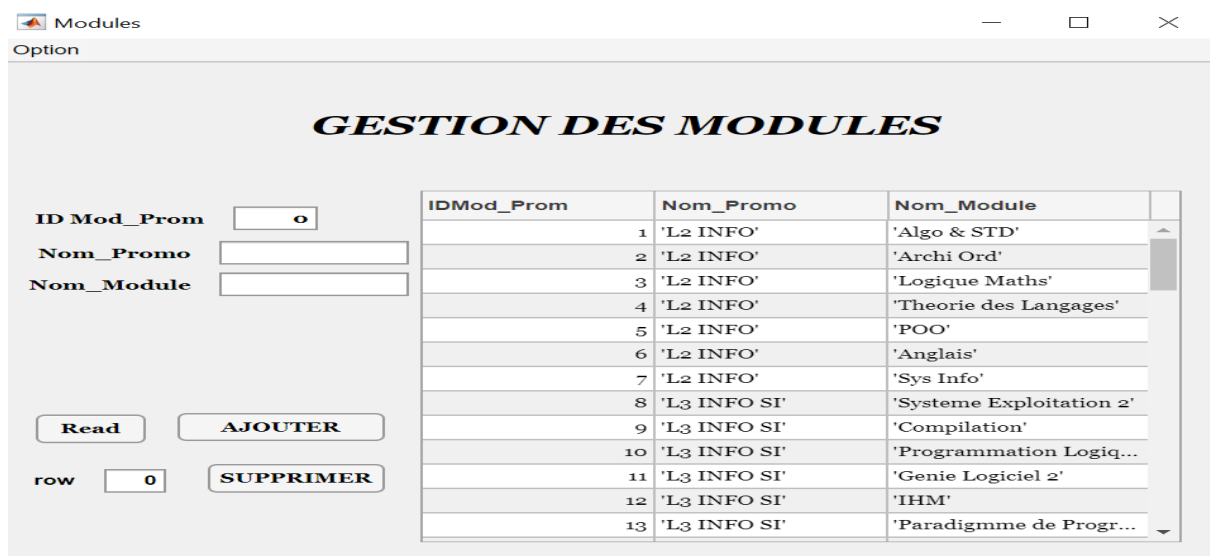 Modules
Option
GESTION DES MODULES
ID Mod_Prom 0
Nom_Promo
Nom_Module
Read AJOUTER
row 0 SUPPRIMER
IDMod_Prom Nom_Promo Nom_Module
1 'L2 INFO' 'Algo & STD'
2 'L2 INFO' 'Archi Ord'
3 'L2 INFO' 'Logique Maths'
4 'L2 INFO' 'Theorie des Langages'
5 'L2 INFO' 'POO'
6 'L2 INFO' 'Anglais'
7 'L2 INFO' 'Sys Info'
8 'L3 INFO SI' 'Systeme Exploitation 2'
9 'L3 INFO SI' 'Compilation'
10 'L3 INFO SI' 'Programmation Logiq...
11 'L3 INFO SI' 'Genie Logiciel 2'
12 'L3 INFO SI' 'IHM'
13 'L3 INFO SI' 'Paradigmme de Progr...